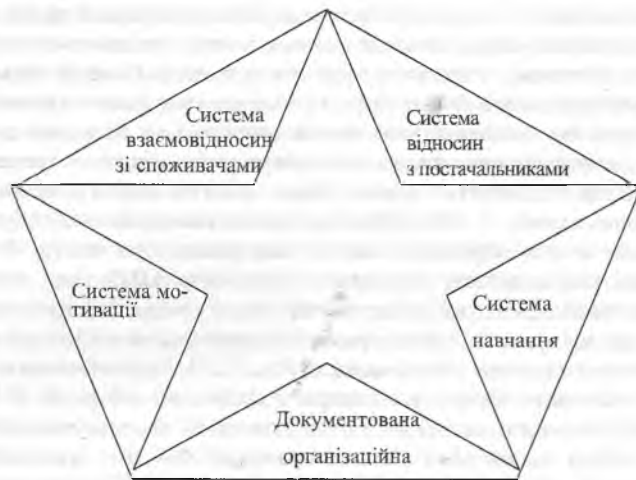 Система
взаємовідносин
зі споживачами
Система
відносин
з постачальниками
Система мо-
тивації
Система
навчання
Документована
організаційна